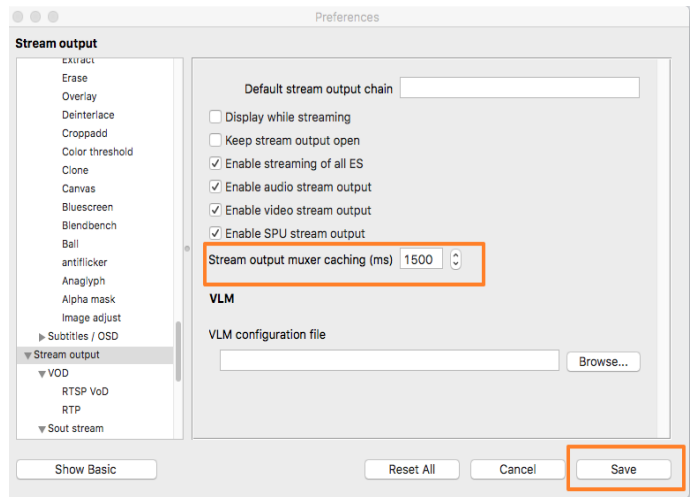 Preferences
Stream output
Extract
Erase
Overlay
Deinterlace
Croppadd
Color threshold
Clone
Canvas
Bluescreen
Blendbench
Ball
antiflicker
Anaglyph
Alpha mask
Image adjust
Subtitles / OSD
Stream output
VOD
RTSP VoD
RTP
Sout stream
Default stream output chain
Display while streaming
Keep stream output open
Enable streaming of all ES
Enable audio stream output
Enable video stream output
Enable SPU stream output
Stream output muxer caching (ms) 1500
VLM
VLM configuration file
Browse...
Show Basic Reset All Cancel Save